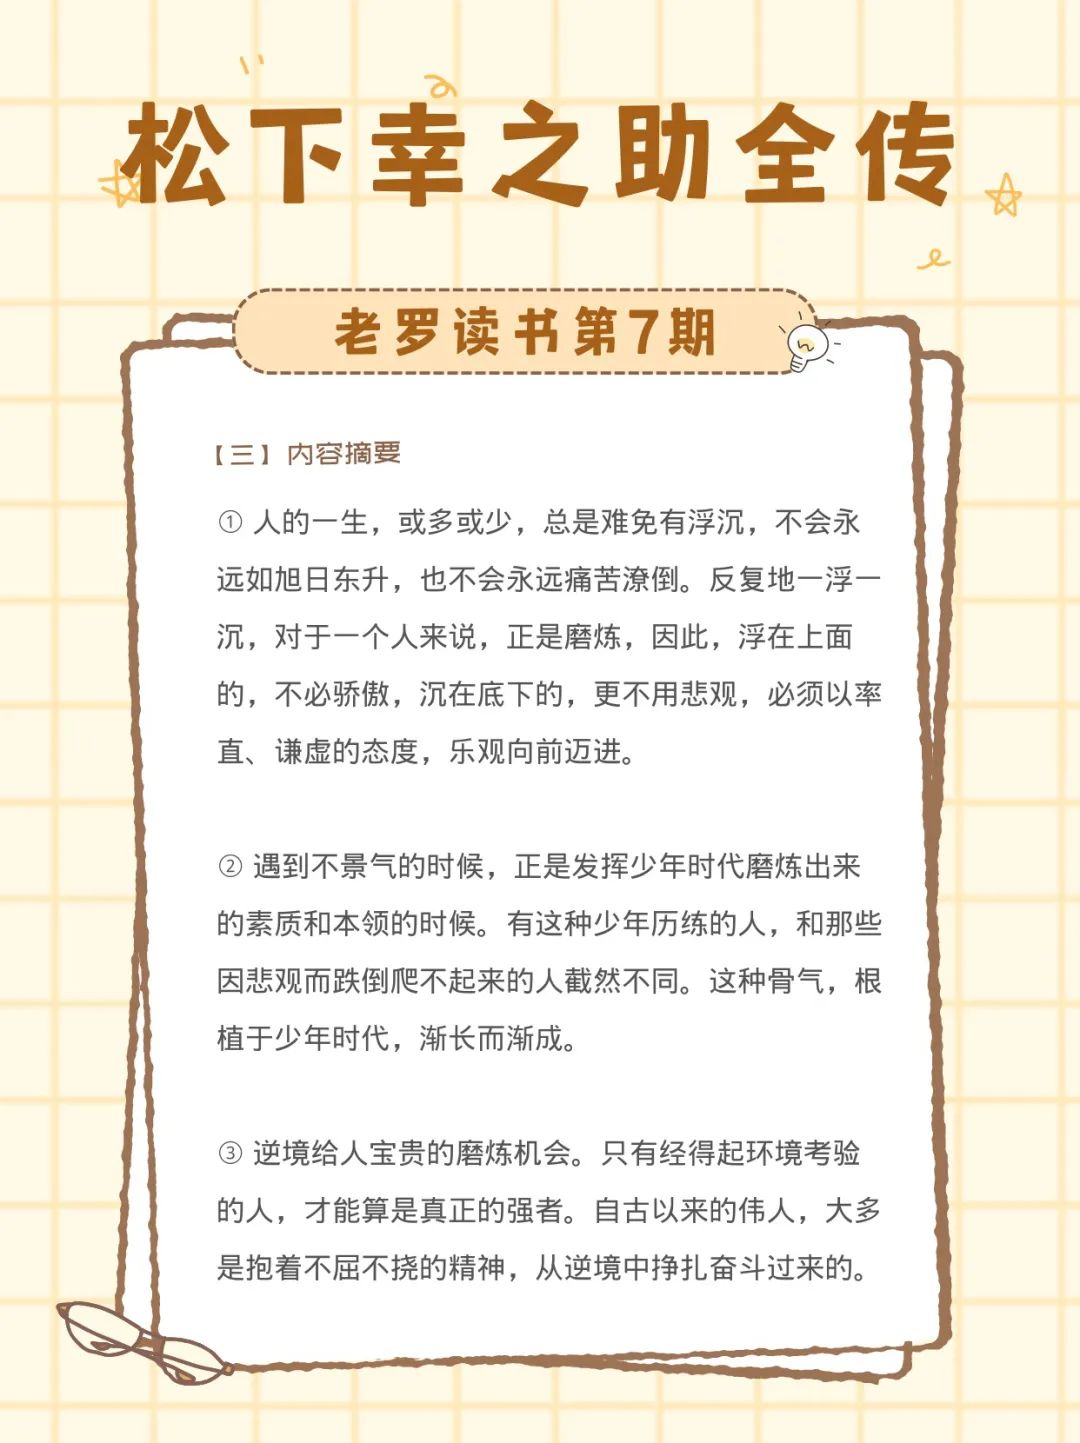 松下幸之助全传
老罗读书第7期
【三】内容摘要
① 人的一生，或多或少，总是难免有浮沉，不会永
远如旭日东升，也不会永远痛苦潦倒。反复地一浮一
沉，对于一个人来说，正是磨炼，因此，浮在上面
的，不必骄傲，沉在底下的，更不用悲观，必须以率
直、谦虚的态度，乐观向前迈进。
② 遇到不景气的时候，正是发挥少年时代磨炼出来
的素质和本领的时候。有这种少年历练的人，和那些
因悲观而跌倒爬不起来的人截然不同。这种骨气，根
植于少年时代，渐长而渐成。
③ 逆境给人宝贵的磨炼机会。只有经得起环境考验
的人，才能算是真正的强者。自古以来的伟人，大多
是抱着不屈不挠的精神，从逆境中挣扎奋斗过来的。